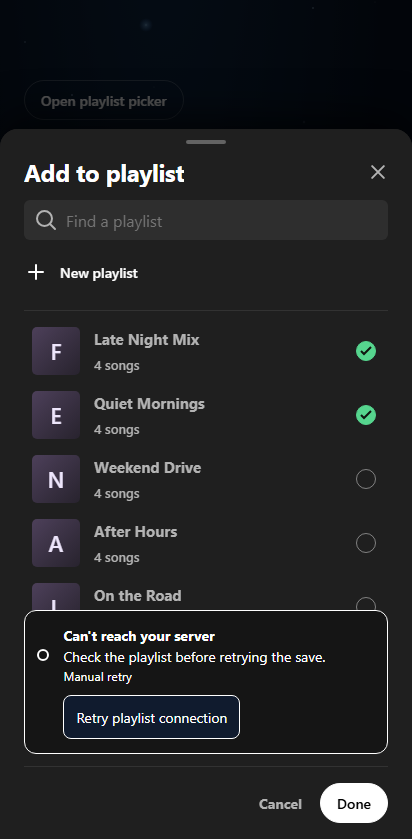 Open playlist picker
Add to playlist
Find a playlist
New playlist
F
Late Night Mix
4 songs
E
Quiet Mornings
4 songs
N
Weekend Drive
4 songs
A
After Hours
4 songs
On the Road
Can't reach your server
Check the playlist before retrying the save.
Manual retry
Retry playlist connection
Cancel
Done